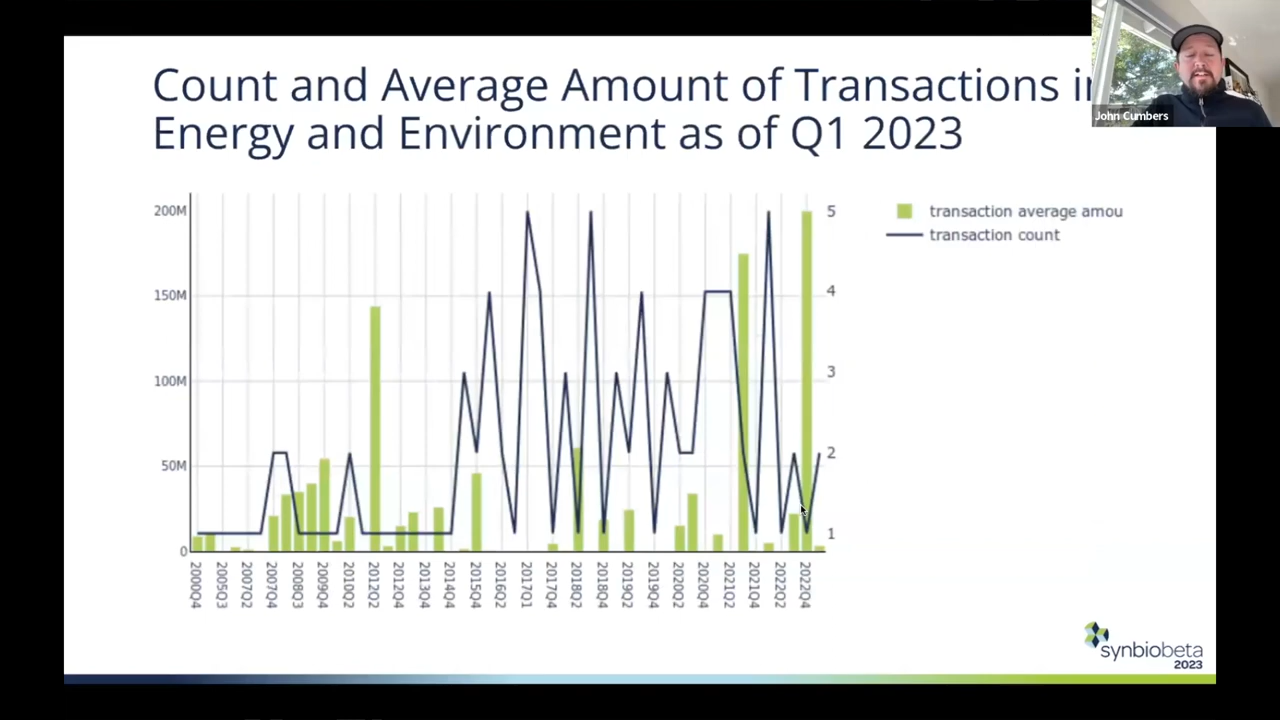 Count and Average Amount of Transactions i
Energy and Environment as of Q1 2023
John Cumbers
200M
150M
100M
50M
0
5
4
3
2
1
transaction average amou
transaction count
2000Q4
2005Q3
2007Q2
2007Q4
2008Q3
2009Q4
2010Q2
2012Q2
2012Q4
2013Q4
2014Q4
2015Q4
2016Q2
2017Q1
2017Q4
2018Q2
2018Q4
2019Q2
2019Q4
2020Q2
2020Q4
2021Q2
2021Q4
2022Q2
2022Q4
synbiobeta
2023